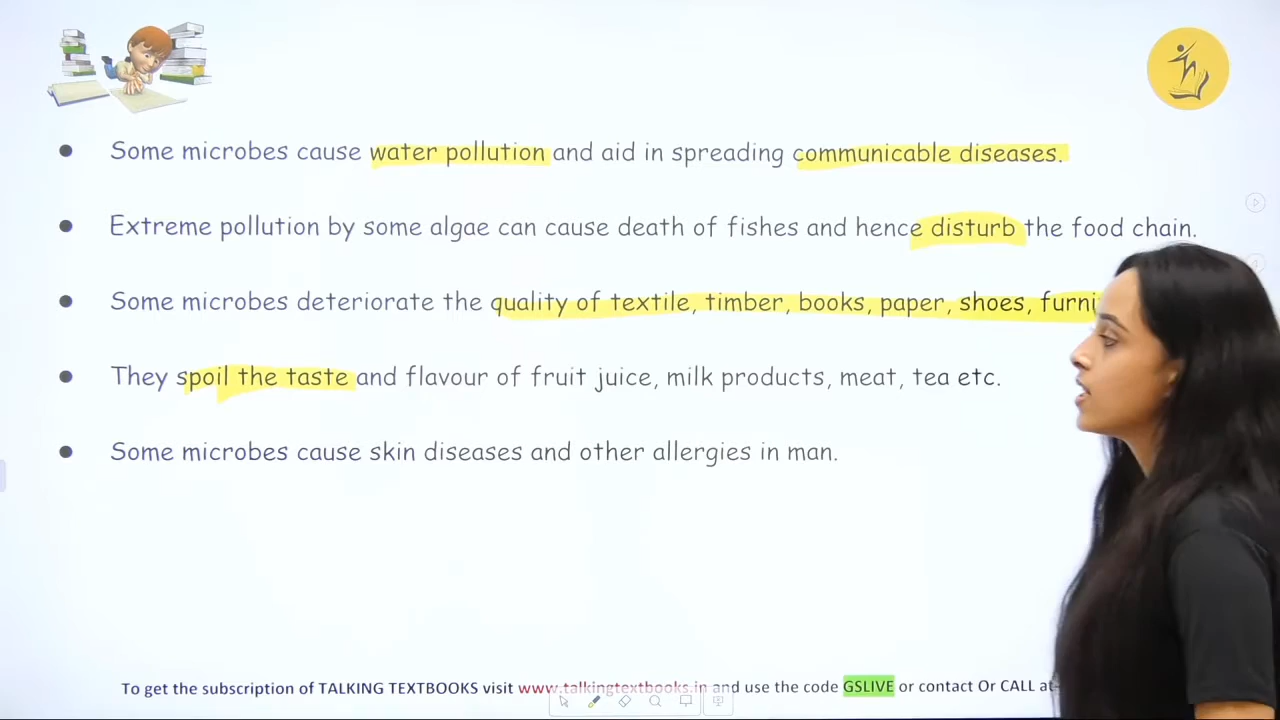 Some microbes cause water pollution and aid in spreading communicable diseases.
Extreme pollution by some algae can cause death of fishes and hence disturb the food chain.
Some microbes deteriorate the quality of textile, timber, books, paper, shoes,
They spoil the taste and flavour of fruit juice, milk products, meat, tea etc.
Some microbes cause skin diseases and other allergies in man.
To get the subscription of TALKING TEXTBOOKS visit www.talkingtextbooks.in and use the code GSLIVE or contact Or CALL at-